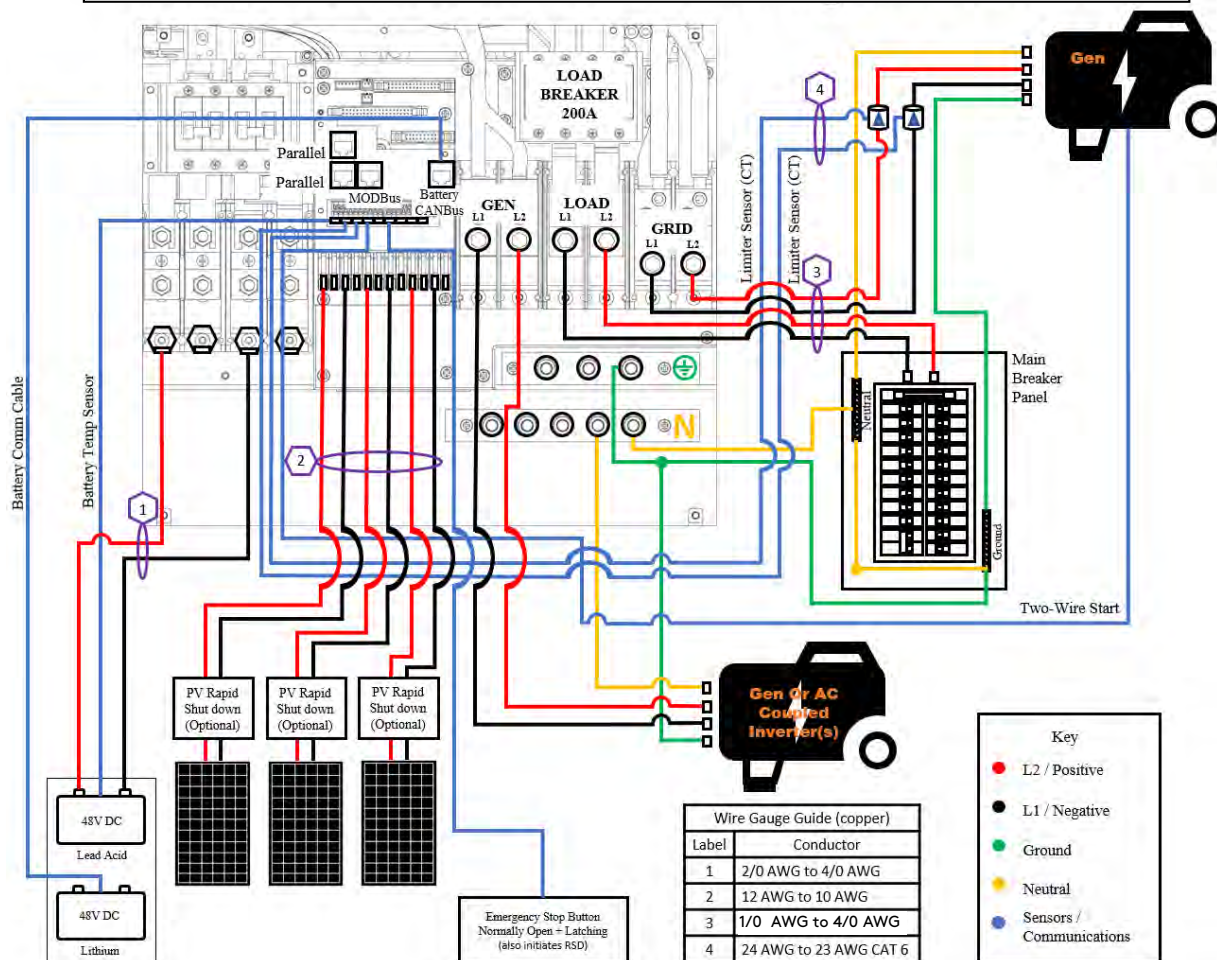 LOAD
BREAKER
200A
Parallel
Parallel
MODBus
Battery
CANBus
GEN
L1
L2
LOAD
L1
L2
GRID
L1
L2
Limiter Sensor (CT)
Limiter Sensor (CT)
4
3
Gen
Main
Breaker
Panel
Neutral
Ground
N
2
1
Battery Comm Cable
Battery Temp Sensor
Two-Wire Start
PV Rapid
Shut down
(Optional)
PV Rapid
Shut down
(Optional)
PV Rapid
Shut down
(Optional)
Gen Or AC
Coupled
Inverter(s)
48V DC
Lead Acid
48V DC
Lithium
Emergency Stop Button
Normally Open + Latching
(also initiates RSD)
Wire Gauge Guide (copper)
Label Conductor
1 2/0 AWG to 4/0 AWG
2 12 AWG to 10 AWG
3 1/0 AWG to 4/0 AWG
4 24 AWG to 23 AWG CAT 6
Key
L2 / Positive
L1 / Negative
Ground
Neutral
Sensors /
Communications